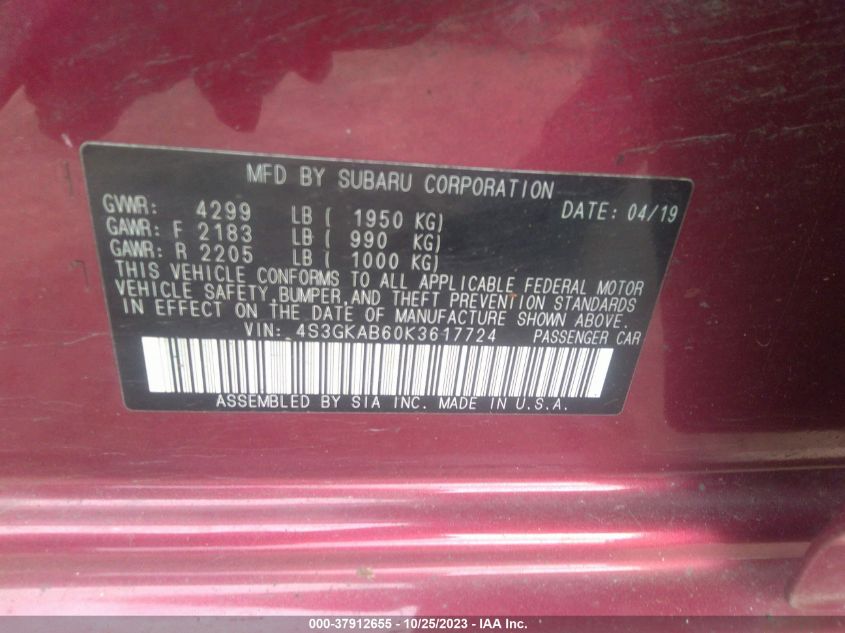 MFD BY SUBARU CORPORATION
GVWR: 4299 LB ( 1950 KG) DATE: 04/19
GAWR: F 2183 LB ( 990 KG)
GAWR: R 2205 LB ( 1000 KG)
THIS VEHICLE CONFORMS TO ALL APPLICABLE FEDERAL MOTOR
VEHICLE SAFETY,BUMPER,AND THEFT PREVENTION STANDARDS
IN EFFECT ON THE DATE OF MANUFACTURE SHOWN ABOVE.
VIN: 4S3GKAB60K3617724 PASSENGER CAR
ASSEMBLED BY SIA INC. MADE IN U.S.A.
000-37912655 - 10/25/2023 - IAA Inc.